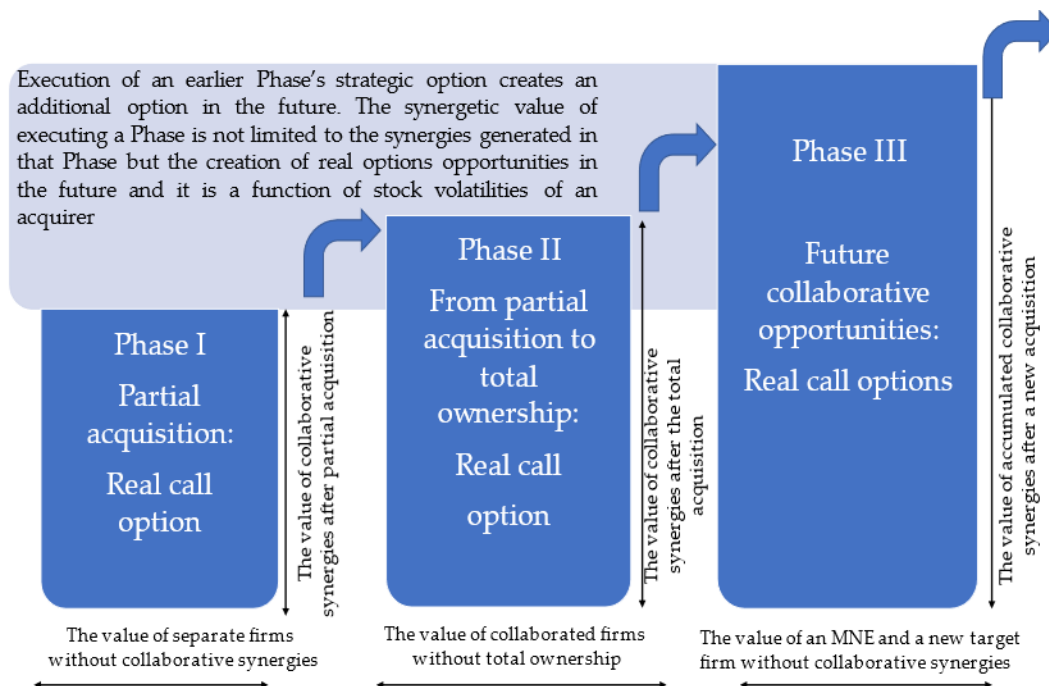 Execution of an earlier Phase's strategic option creates an
additional option in the future. The synergetic value of
executing a Phase is not limited to the synergies generated in
that Phase but the creation of real options opportunities in
the future and it is a function of stock volatilities of an
acquirer
Phase I
Partial
acquisition:
Real call
option
The value of collaborative
synergies after partial acquisition
The value of separate firms
without collaborative synergies
Phase II
From partial
acquisition to
total
ownership:
Real call
option
The value of collaborative
synergies after the total
acquisition
The value of collaborated firms
without total ownership
Phase III
Future
collaborative
opportunities:
Real call options
The value of accumulated collaborative
synergies after a new acquisition
The value of an MNE and a new target
firm without collaborative synergies